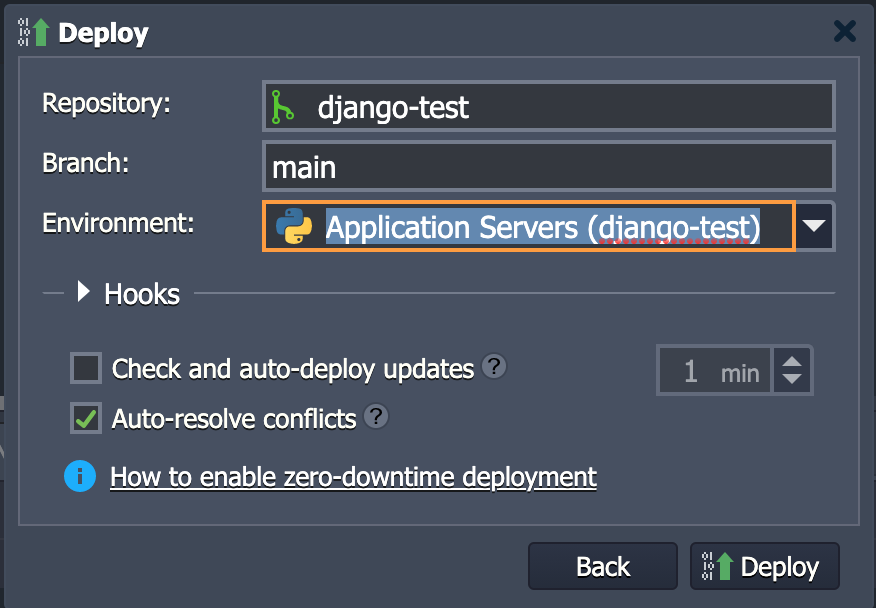 Deploy
Repository: django-test
Branch: main
Environment: Application Servers (django-test)
Hooks
Check and auto-deploy updates ? 1 min
Auto-resolve conflicts ?
i How to enable zero-downtime deployment
Back Deploy